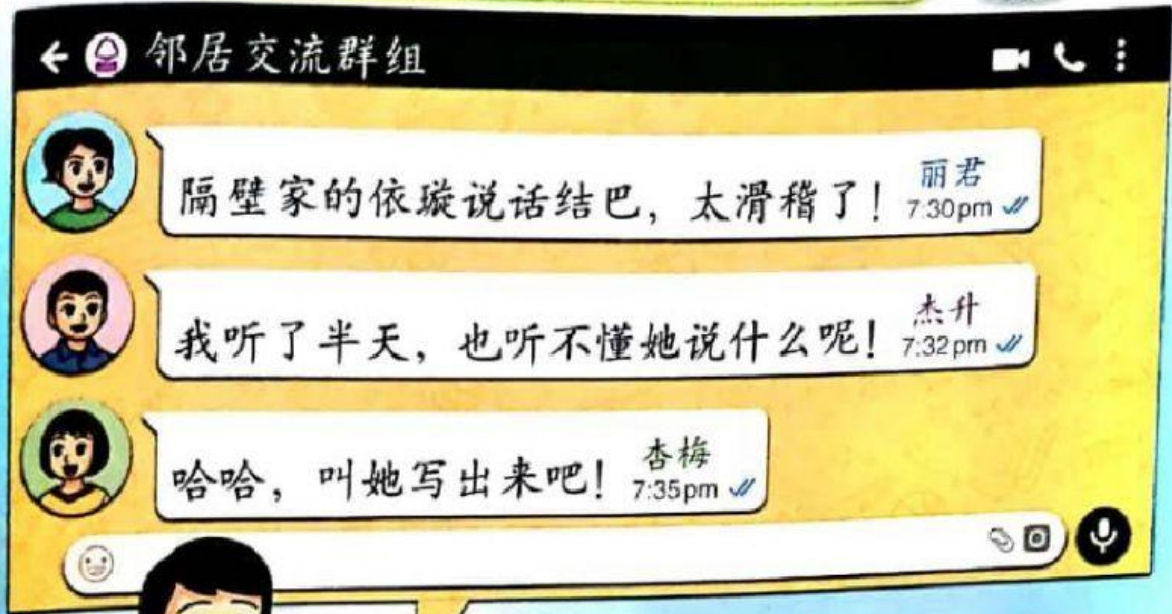 邻居交流群组
隔壁家的依璇说话结巴，太滑稽了！
丽君
7:30pm
我听了半天，也听不懂她说什么呢！
杰升
7:32pm
哈哈，叫她写出来吧！
杏梅
7:35pm